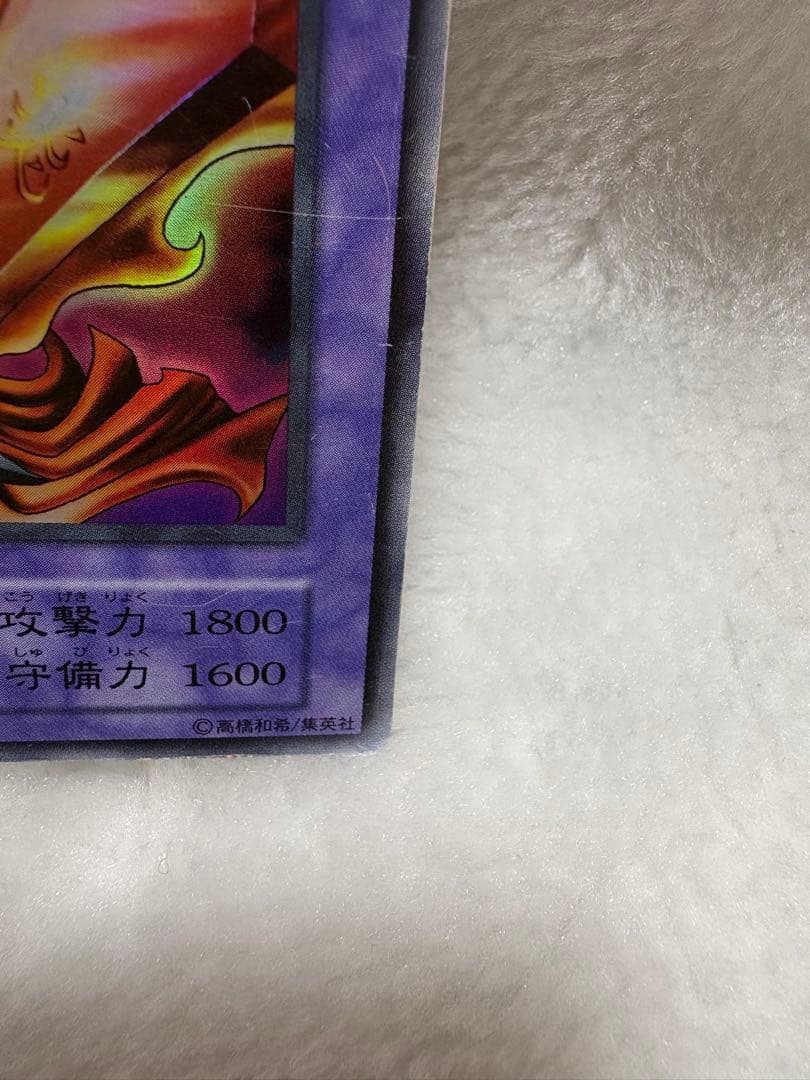 こう げき りょく
攻撃力 1800
しゅ び りょく
守備力 1600
©高橋和希/集英社